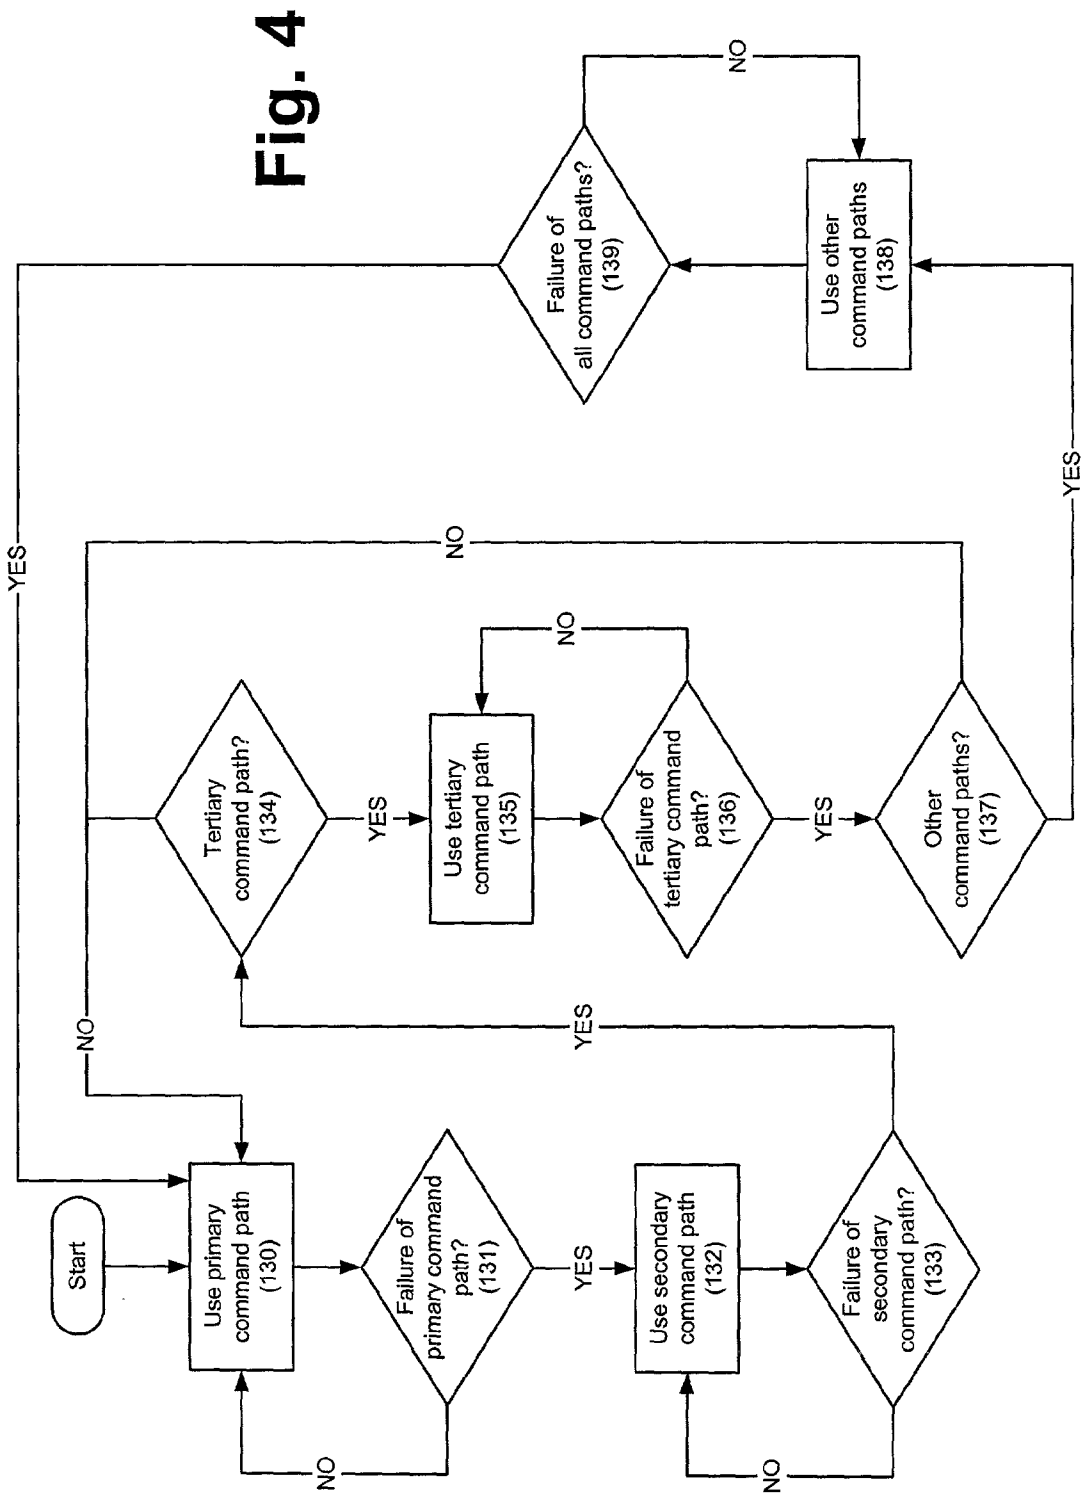 Start
Use primary
command path
(130)
NO
Failure of
primary command
path?
(131)
YES
Use secondary
command path
(132)
NO
Failure of
secondary
command path?
(133)
YES
NO
Tertiary
command path?
(134)
YES
Use tertiary
command path
(135)
NO
Failure of
tertiary command
path?
(136)
YES
Other
command paths?
(137)
NO
YES
Use other
command paths
(138)
Failure of
all command paths?
(139)
NO
YES
Fig. 4